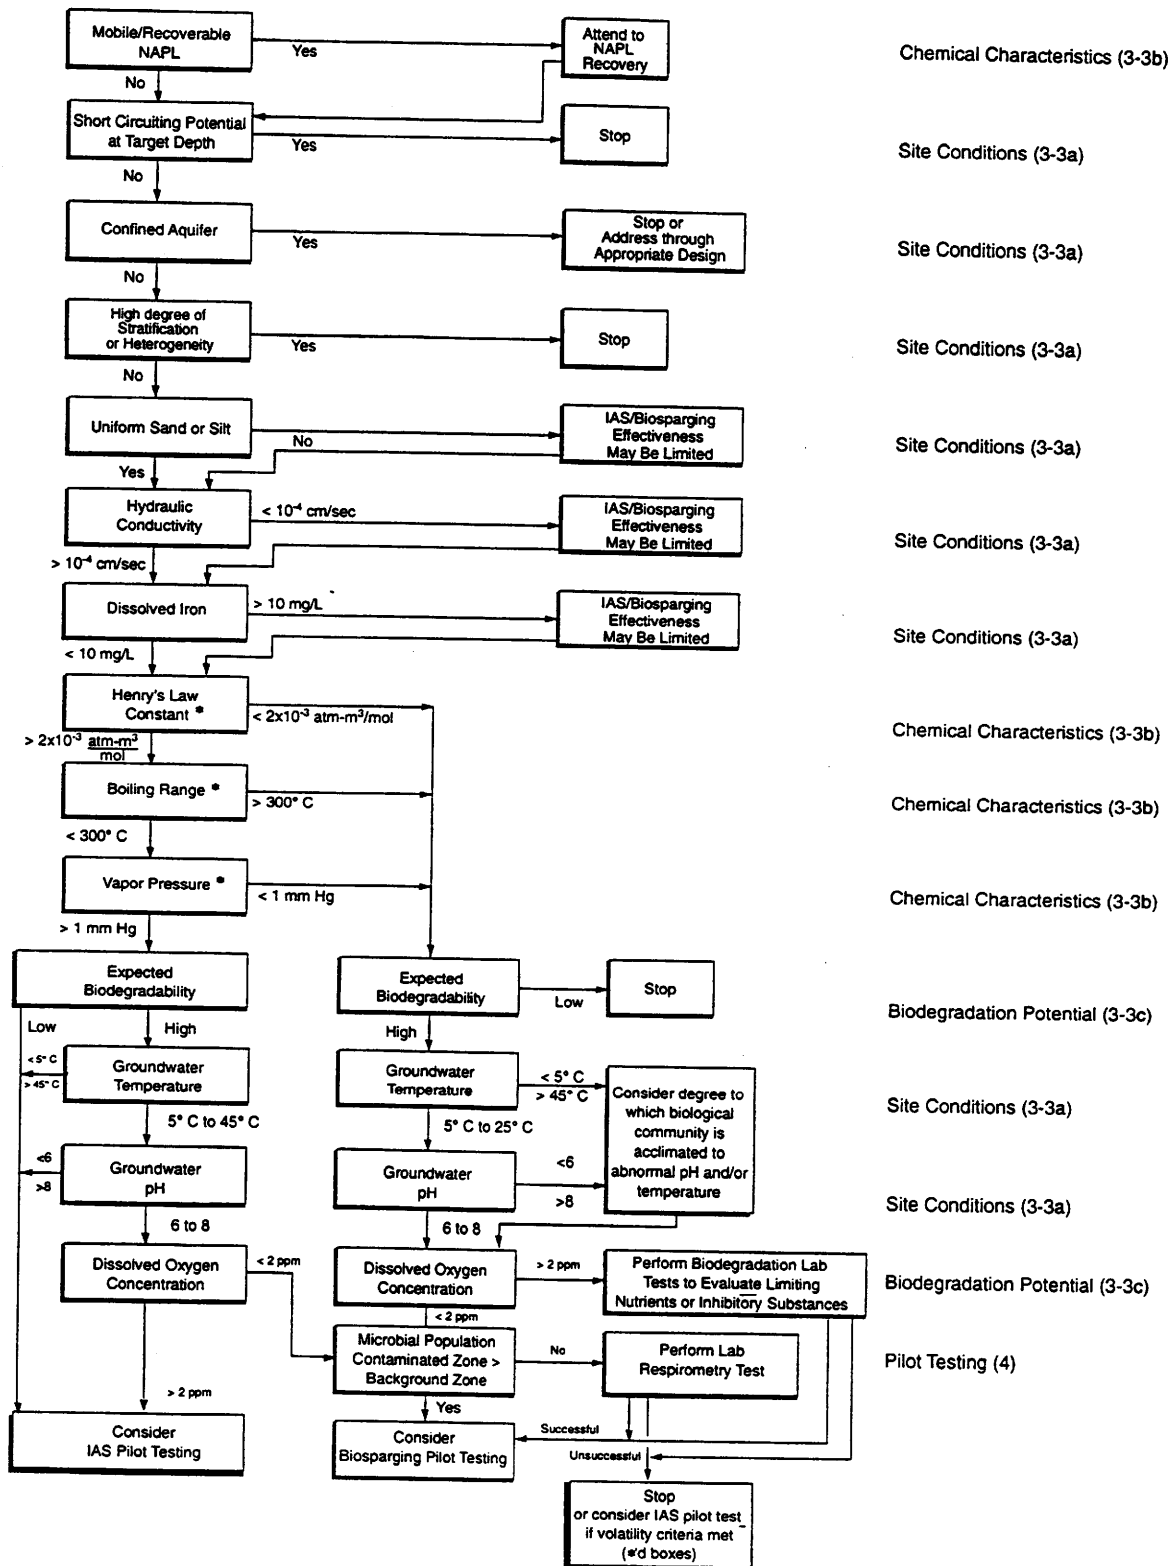 Mobile/Recoverable
NAPL
Yes
Attend to
NAPL
Recovery
Chemical Characteristics (3-3b)
No
Short Circuiting Potential
at Target Depth
Yes
Stop
Site Conditions (3-3a)
No
Confined Aquifer
Yes
Stop or
Address through
Appropriate Design
Site Conditions (3-3a)
No
High degree of
Stratification
or Heterogeneity
Yes
Stop
Site Conditions (3-3a)
No
Uniform Sand or Silt
No
IAS/Biosparging
Effectiveness
May Be Limited
Site Conditions (3-3a)
Yes
Hydraulic
Conductivity
< 10⁻⁴ cm/sec
IAS/Biosparging
Effectiveness
May Be Limited
Site Conditions (3-3a)
> 10⁻⁴ cm/sec
Dissolved Iron
> 10 mg/L
IAS/Biosparging
Effectiveness
May Be Limited
Site Conditions (3-3a)
< 10 mg/L
Henry's Law
Constant *
< 2x10⁻³ atm-m³/mol
Chemical Characteristics (3-3b)
> 2x10⁻³ atm-m³
mol
Boiling Range *
> 300° C
Chemical Characteristics (3-3b)
< 300° C
Vapor Pressure *
< 1 mm Hg
Chemical Characteristics (3-3b)
> 1 mm Hg
Expected
Biodegradability
Expected
Biodegradability
Low
Stop
Biodegradation Potential (3-3c)
Low
High
High
< 5° C
> 45° C
Groundwater
Temperature
Groundwater
Temperature
< 5° C
> 45° C
Consider degree to
which biological
community is
acclimated to
abnormal pH and/or
temperature
Site Conditions (3-3a)
5° C to 45° C
5° C to 25° C
<6
>8
Groundwater
pH
Groundwater
pH
<6
>8
Site Conditions (3-3a)
6 to 8
6 to 8
Dissolved Oxygen
Concentration
< 2 ppm
Dissolved Oxygen
Concentration
> 2 ppm
Perform Biodegradation Lab
Tests to Evaluate Limiting
Nutrients or Inhibitory Substances
Biodegradation Potential (3-3c)
< 2 ppm
Microbial Population
Contaminated Zone >
Background Zone
No
Perform Lab
Respirometry Test
Pilot Testing (4)
> 2 ppm
Yes
Consider
IAS Pilot Testing
Consider
Biosparging Pilot Testing
Successful
Unsuccessful
Stop
or consider IAS pilot test
if volatility criteria met
(*'d boxes)